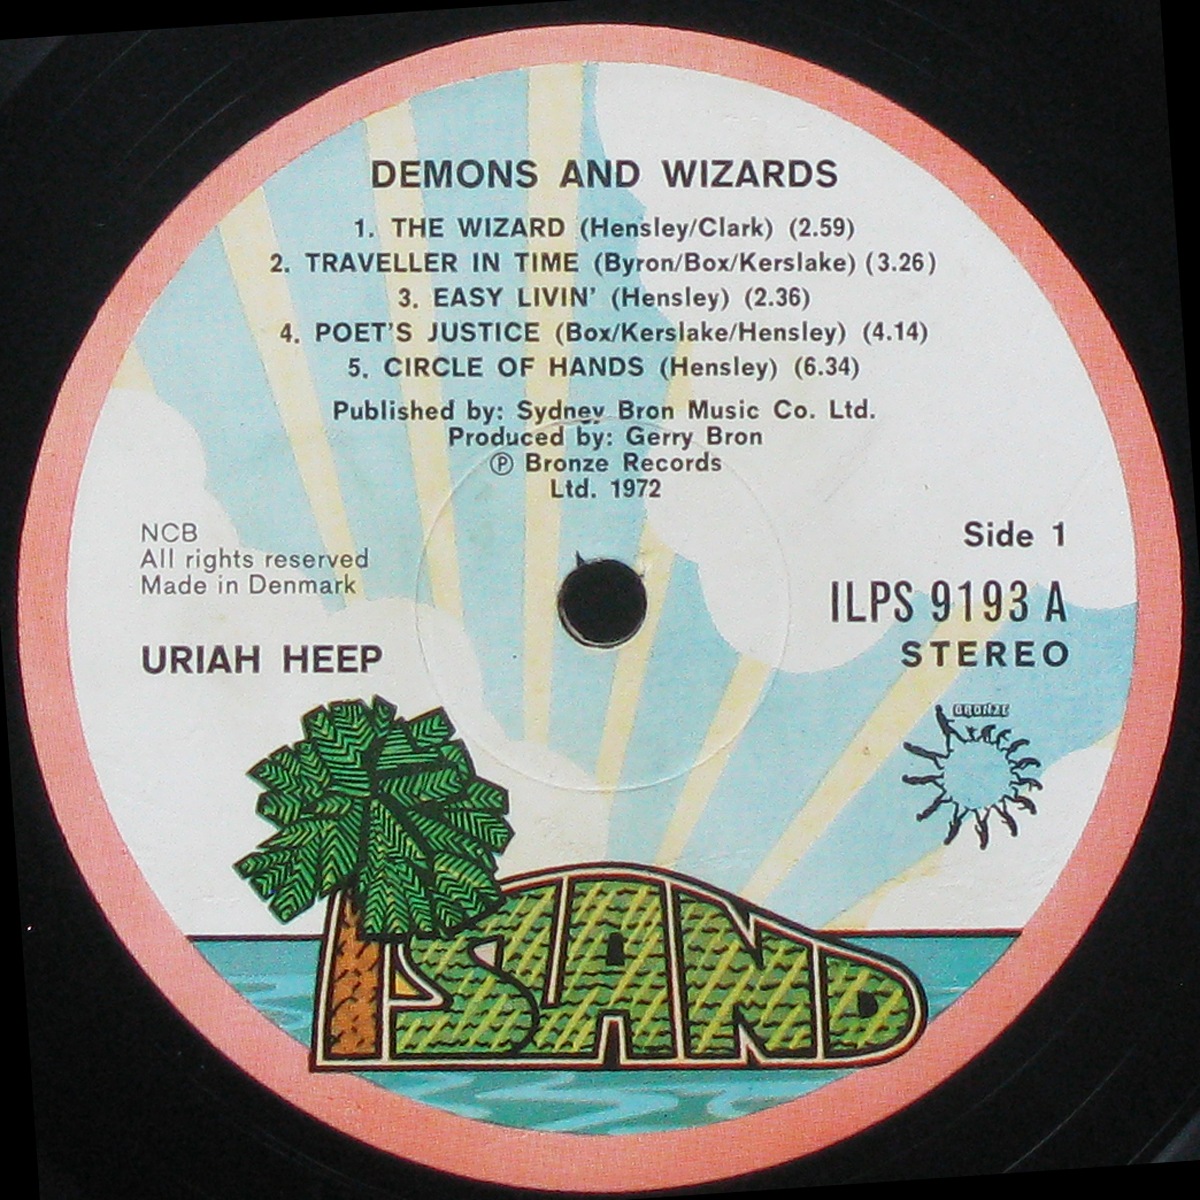 DEMONS AND WIZARDS
1. THE WIZARD (Hensley/Clark) (2.59)
2. TRAVELLER IN TIME (Byron/Box/Kerslake) (3.26)
3. EASY LIVIN' (Hensley) (2.36)
4. POET'S JUSTICE (Box/Kerslake/Hensley) (4.14)
5. CIRCLE OF HANDS (Hensley) (6.34)
Published by: Sydney Bron Music Co. Ltd.
Produced by: Gerry Bron
Ⓟ Bronze Records
Ltd. 1972
NCB
All rights reserved
Made in Denmark
URIAH HEEP
Side 1
ILPS 9193 A
STEREO
BRONZE
ISLAND